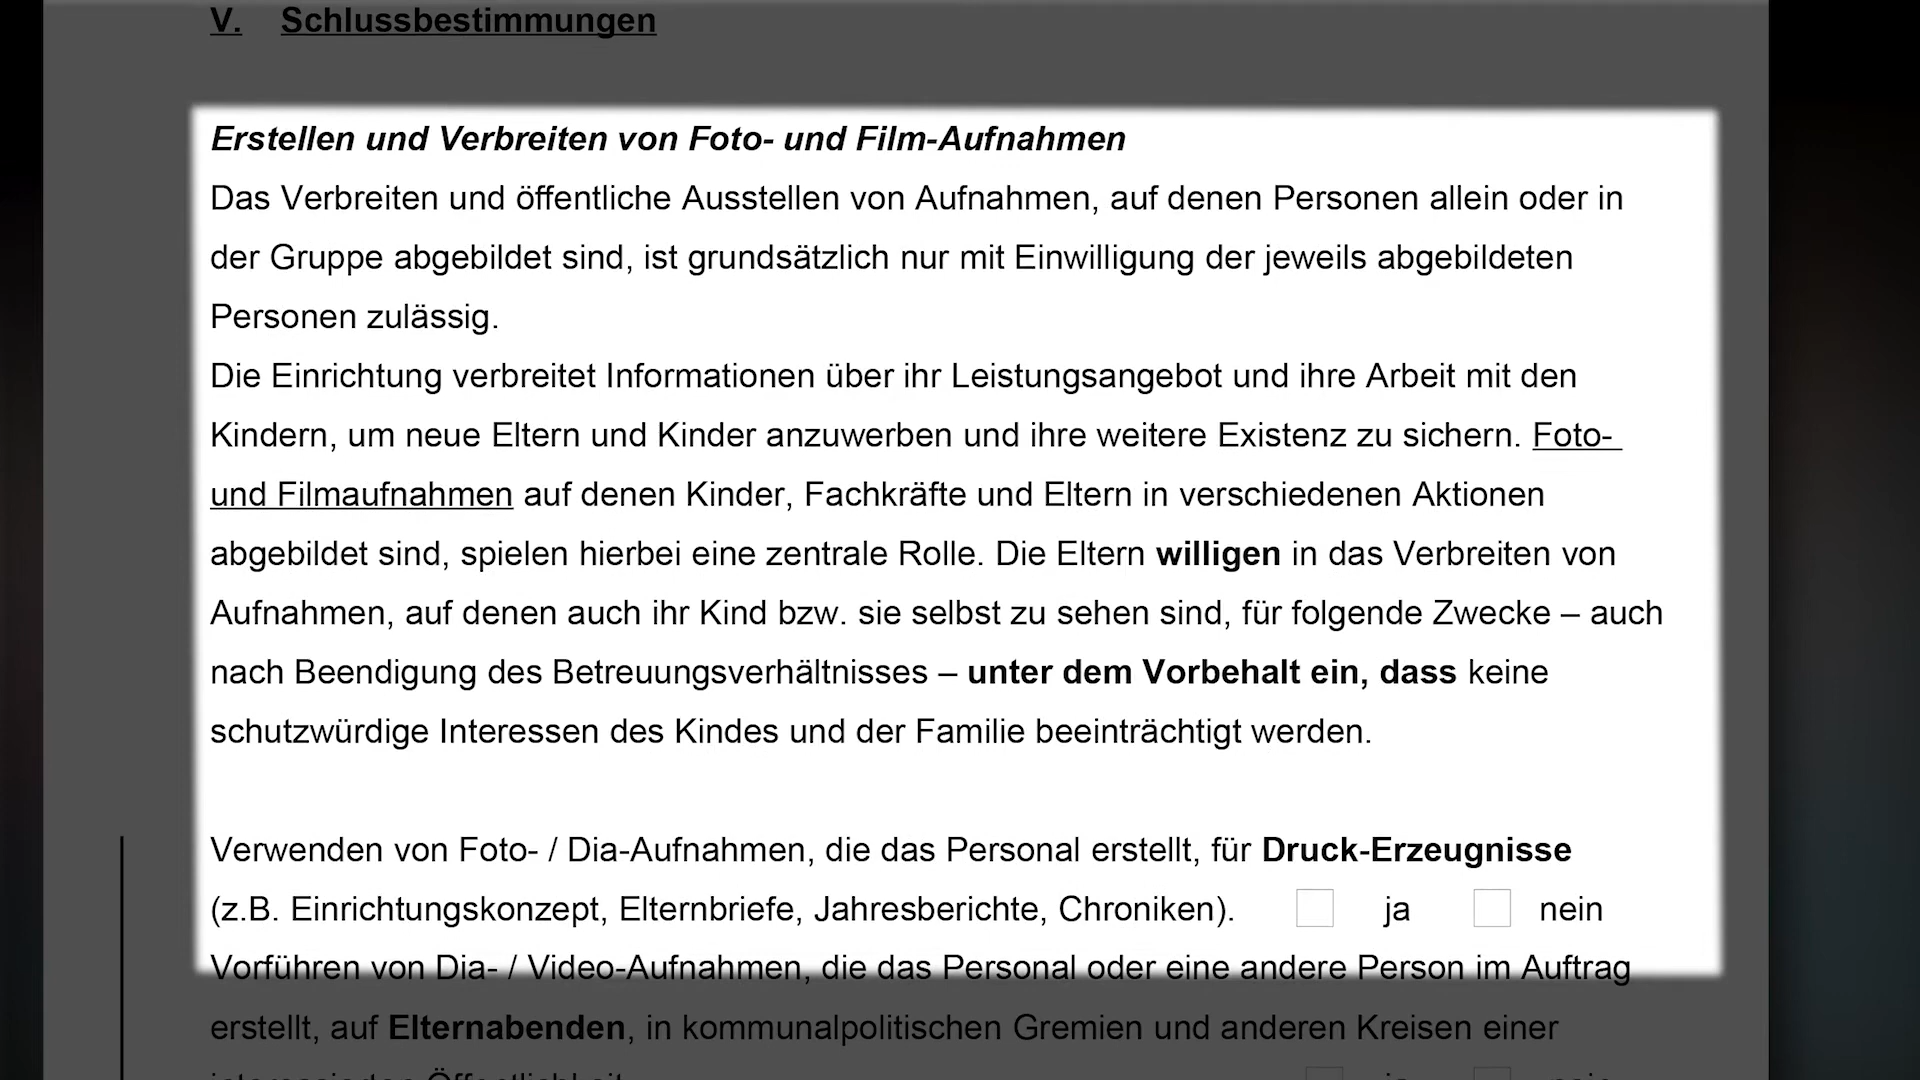 V. Schlussbestimmungen
Erstellen und Verbreiten von Foto- und Film-Aufnahmen
Das Verbreiten und öffentliche Ausstellen von Aufnahmen, auf denen Personen allein oder in
der Gruppe abgebildet sind, ist grundsätzlich nur mit Einwilligung der jeweils abgebildeten
Personen zulässig.
Die Einrichtung verbreitet Informationen über ihr Leistungsangebot und ihre Arbeit mit den
Kindern, um neue Eltern und Kinder anzuwerben und ihre weitere Existenz zu sichern. Foto-
und Filmaufnahmen auf denen Kinder, Fachkräfte und Eltern in verschiedenen Aktionen
abgebildet sind, spielen hierbei eine zentrale Rolle. Die Eltern willigen in das Verbreiten von
Aufnahmen, auf denen auch ihr Kind bzw. sie selbst zu sehen sind, für folgende Zwecke – auch
nach Beendigung des Betreuungsverhältnisses – unter dem Vorbehalt ein, dass keine
schutzwürdige Interessen des Kindes und der Familie beeinträchtigt werden.
Verwenden von Foto- / Dia-Aufnahmen, die das Personal erstellt, für Druck-Erzeugnisse
(z.B. Einrichtungskonzept, Elternbriefe, Jahresberichte, Chroniken). ja nein
Vorführen von Dia- / Video-Aufnahmen, die das Personal oder eine andere Person im Auftrag
erstellt, auf Elternabenden, in kommunalpolitischen Gremien und anderen Kreisen einer